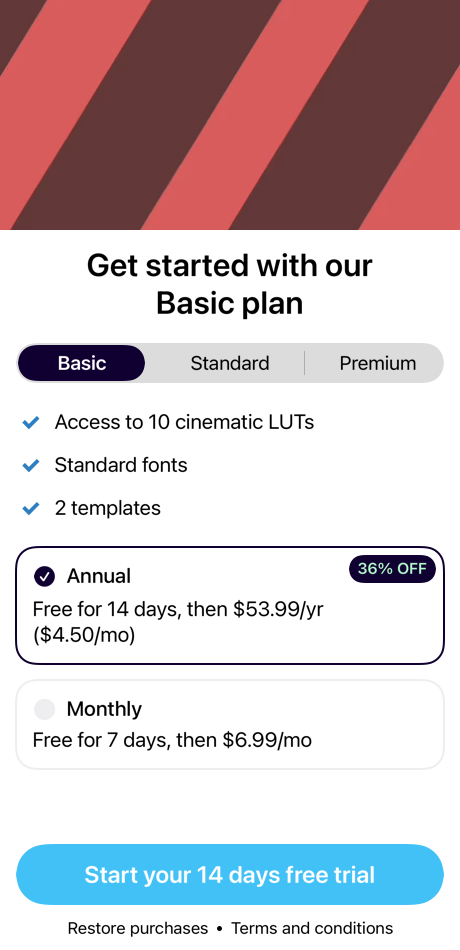 Get started with our
Basic plan
Basic
Standard
Premium
Access to 10 cinematic LUTs
Standard fonts
2 templates
Annual
36% OFF
Free for 14 days, then $53.99/yr
($4.50/mo)
Monthly
Free for 7 days, then $6.99/mo
Start your 14 days free trial
Restore purchases • Terms and conditions